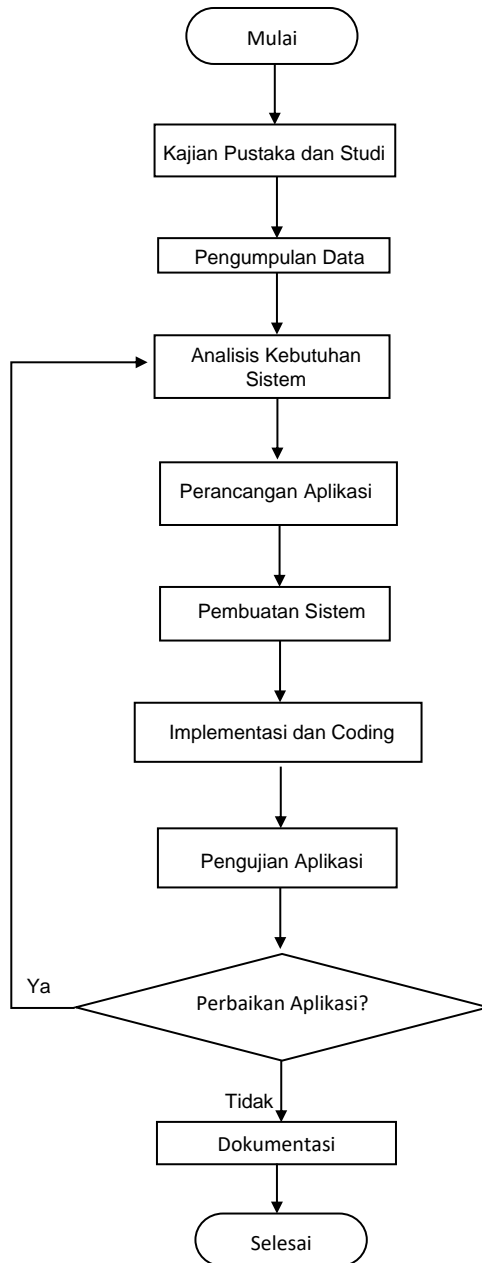 Mulai
Kajian Pustaka dan Studi
Pengumpulan Data
Analisis Kebutuhan
Sistem
Perancangan Aplikasi
Pembuatan Sistem
Implementasi dan Coding
Pengujian Aplikasi
Ya
Perbaikan Aplikasi?
Tidak
Dokumentasi
Selesai